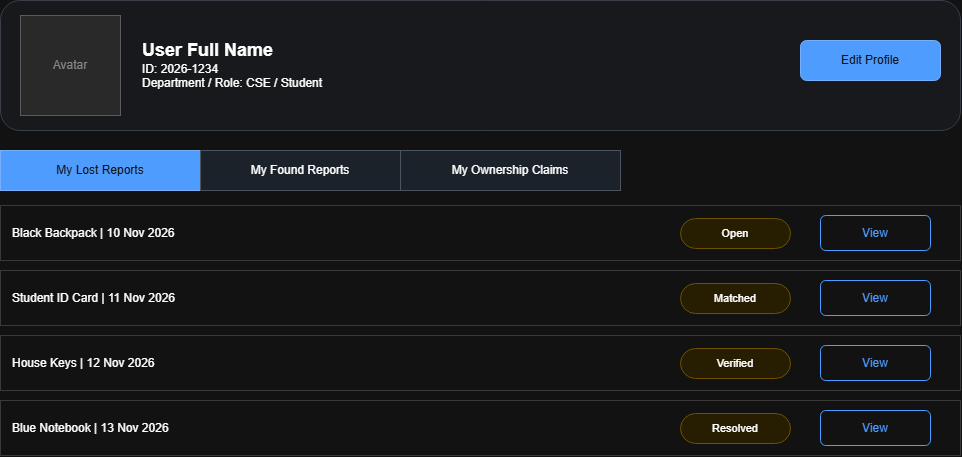 Avatar
User Full Name
ID: 2026-1234
Department / Role: CSE / Student
Edit Profile
My Lost Reports
My Found Reports
My Ownership Claims
Black Backpack | 10 Nov 2026
Open
View
Student ID Card | 11 Nov 2026
Matched
View
House Keys | 12 Nov 2026
Verified
View
Blue Notebook | 13 Nov 2026
Resolved
View